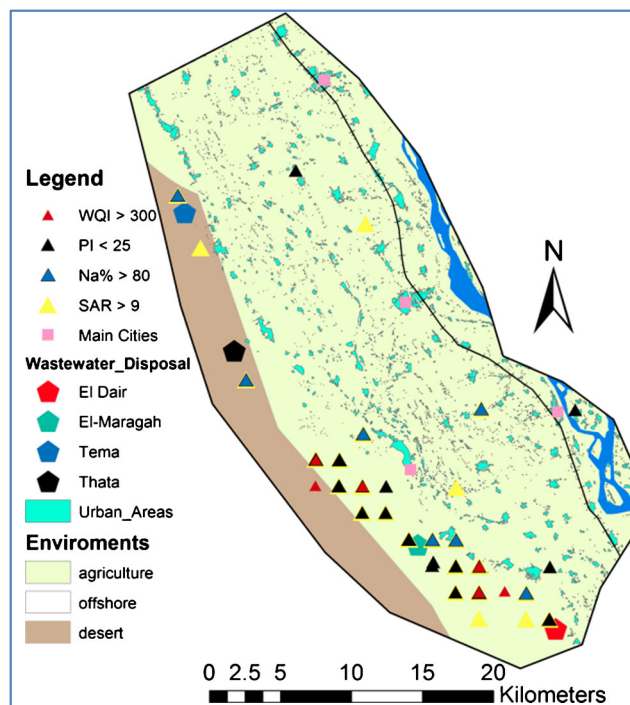 N
Legend
WQI > 300
PI < 25
Na% > 80
SAR > 9
Main Cities
Wastewater_Disposal
El Dair
El-Maragah
Tema
Thata
Urban_Areas
Enviroments
agriculture
offshore
desert
0 2.5 5 10 15 20
Kilometers